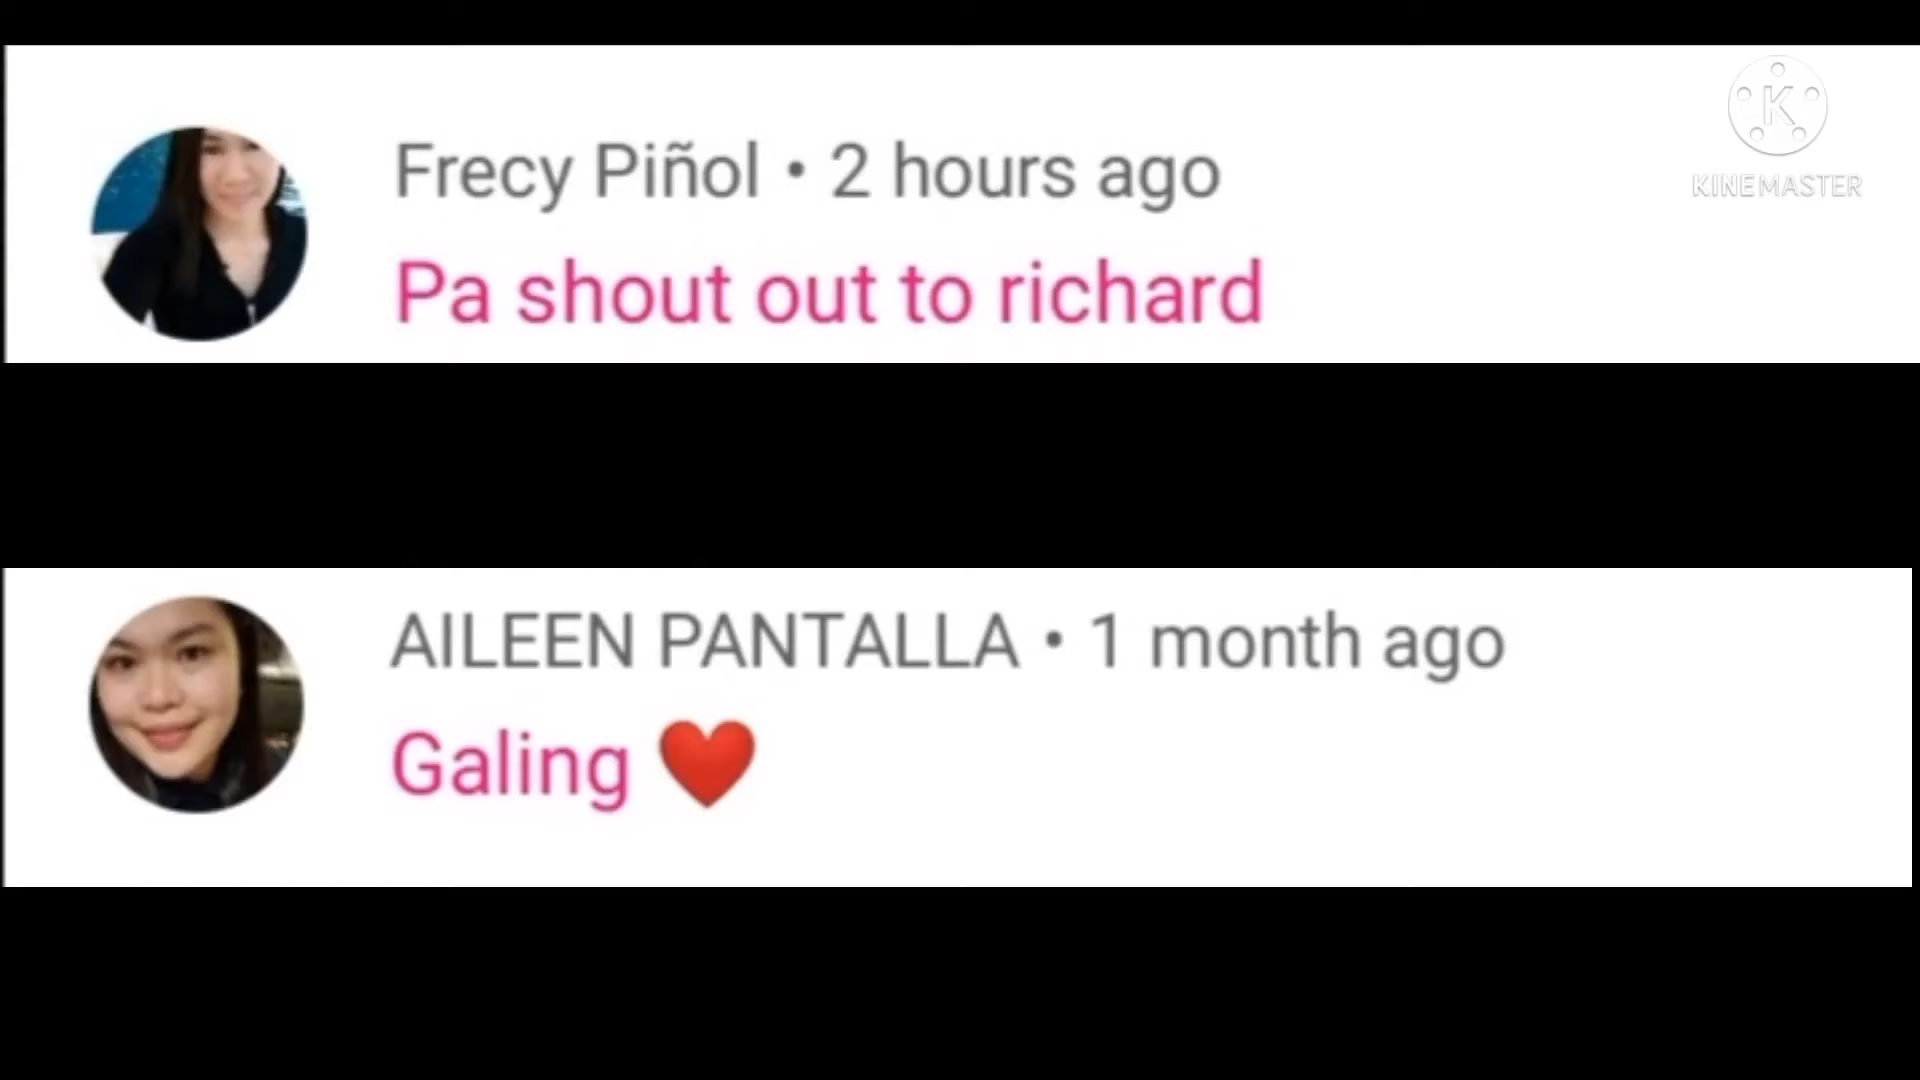 K
KINEMASTER
Frecy Piñol • 2 hours ago
Pa shout out to richard
AILEEN PANTALLA • 1 month ago
Galing ❤️